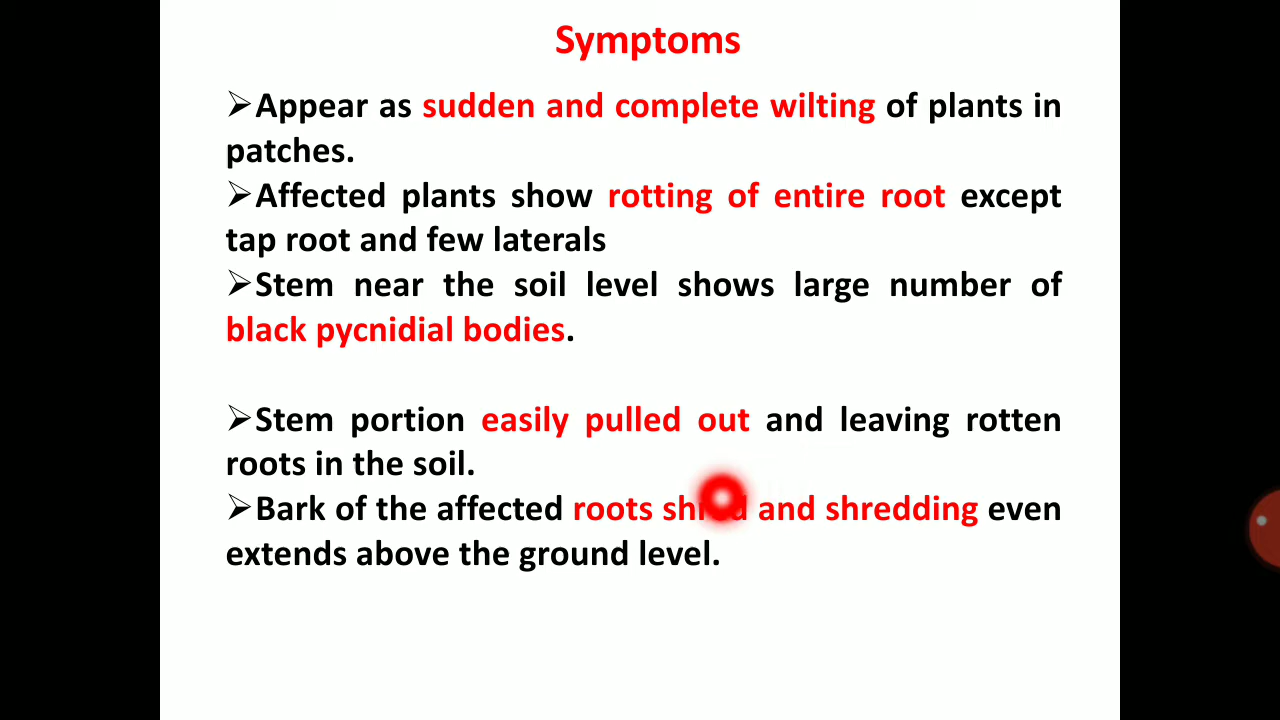 Symptoms
➢Appear as sudden and complete wilting of plants in
patches.
➢Affected plants show rotting of entire root except
tap root and few laterals
➢Stem near the soil level shows large number of
black pycnidial bodies.
➢Stem portion easily pulled out and leaving rotten
roots in the soil.
➢Bark of the affected roots shred and shredding even
extends above the ground level.